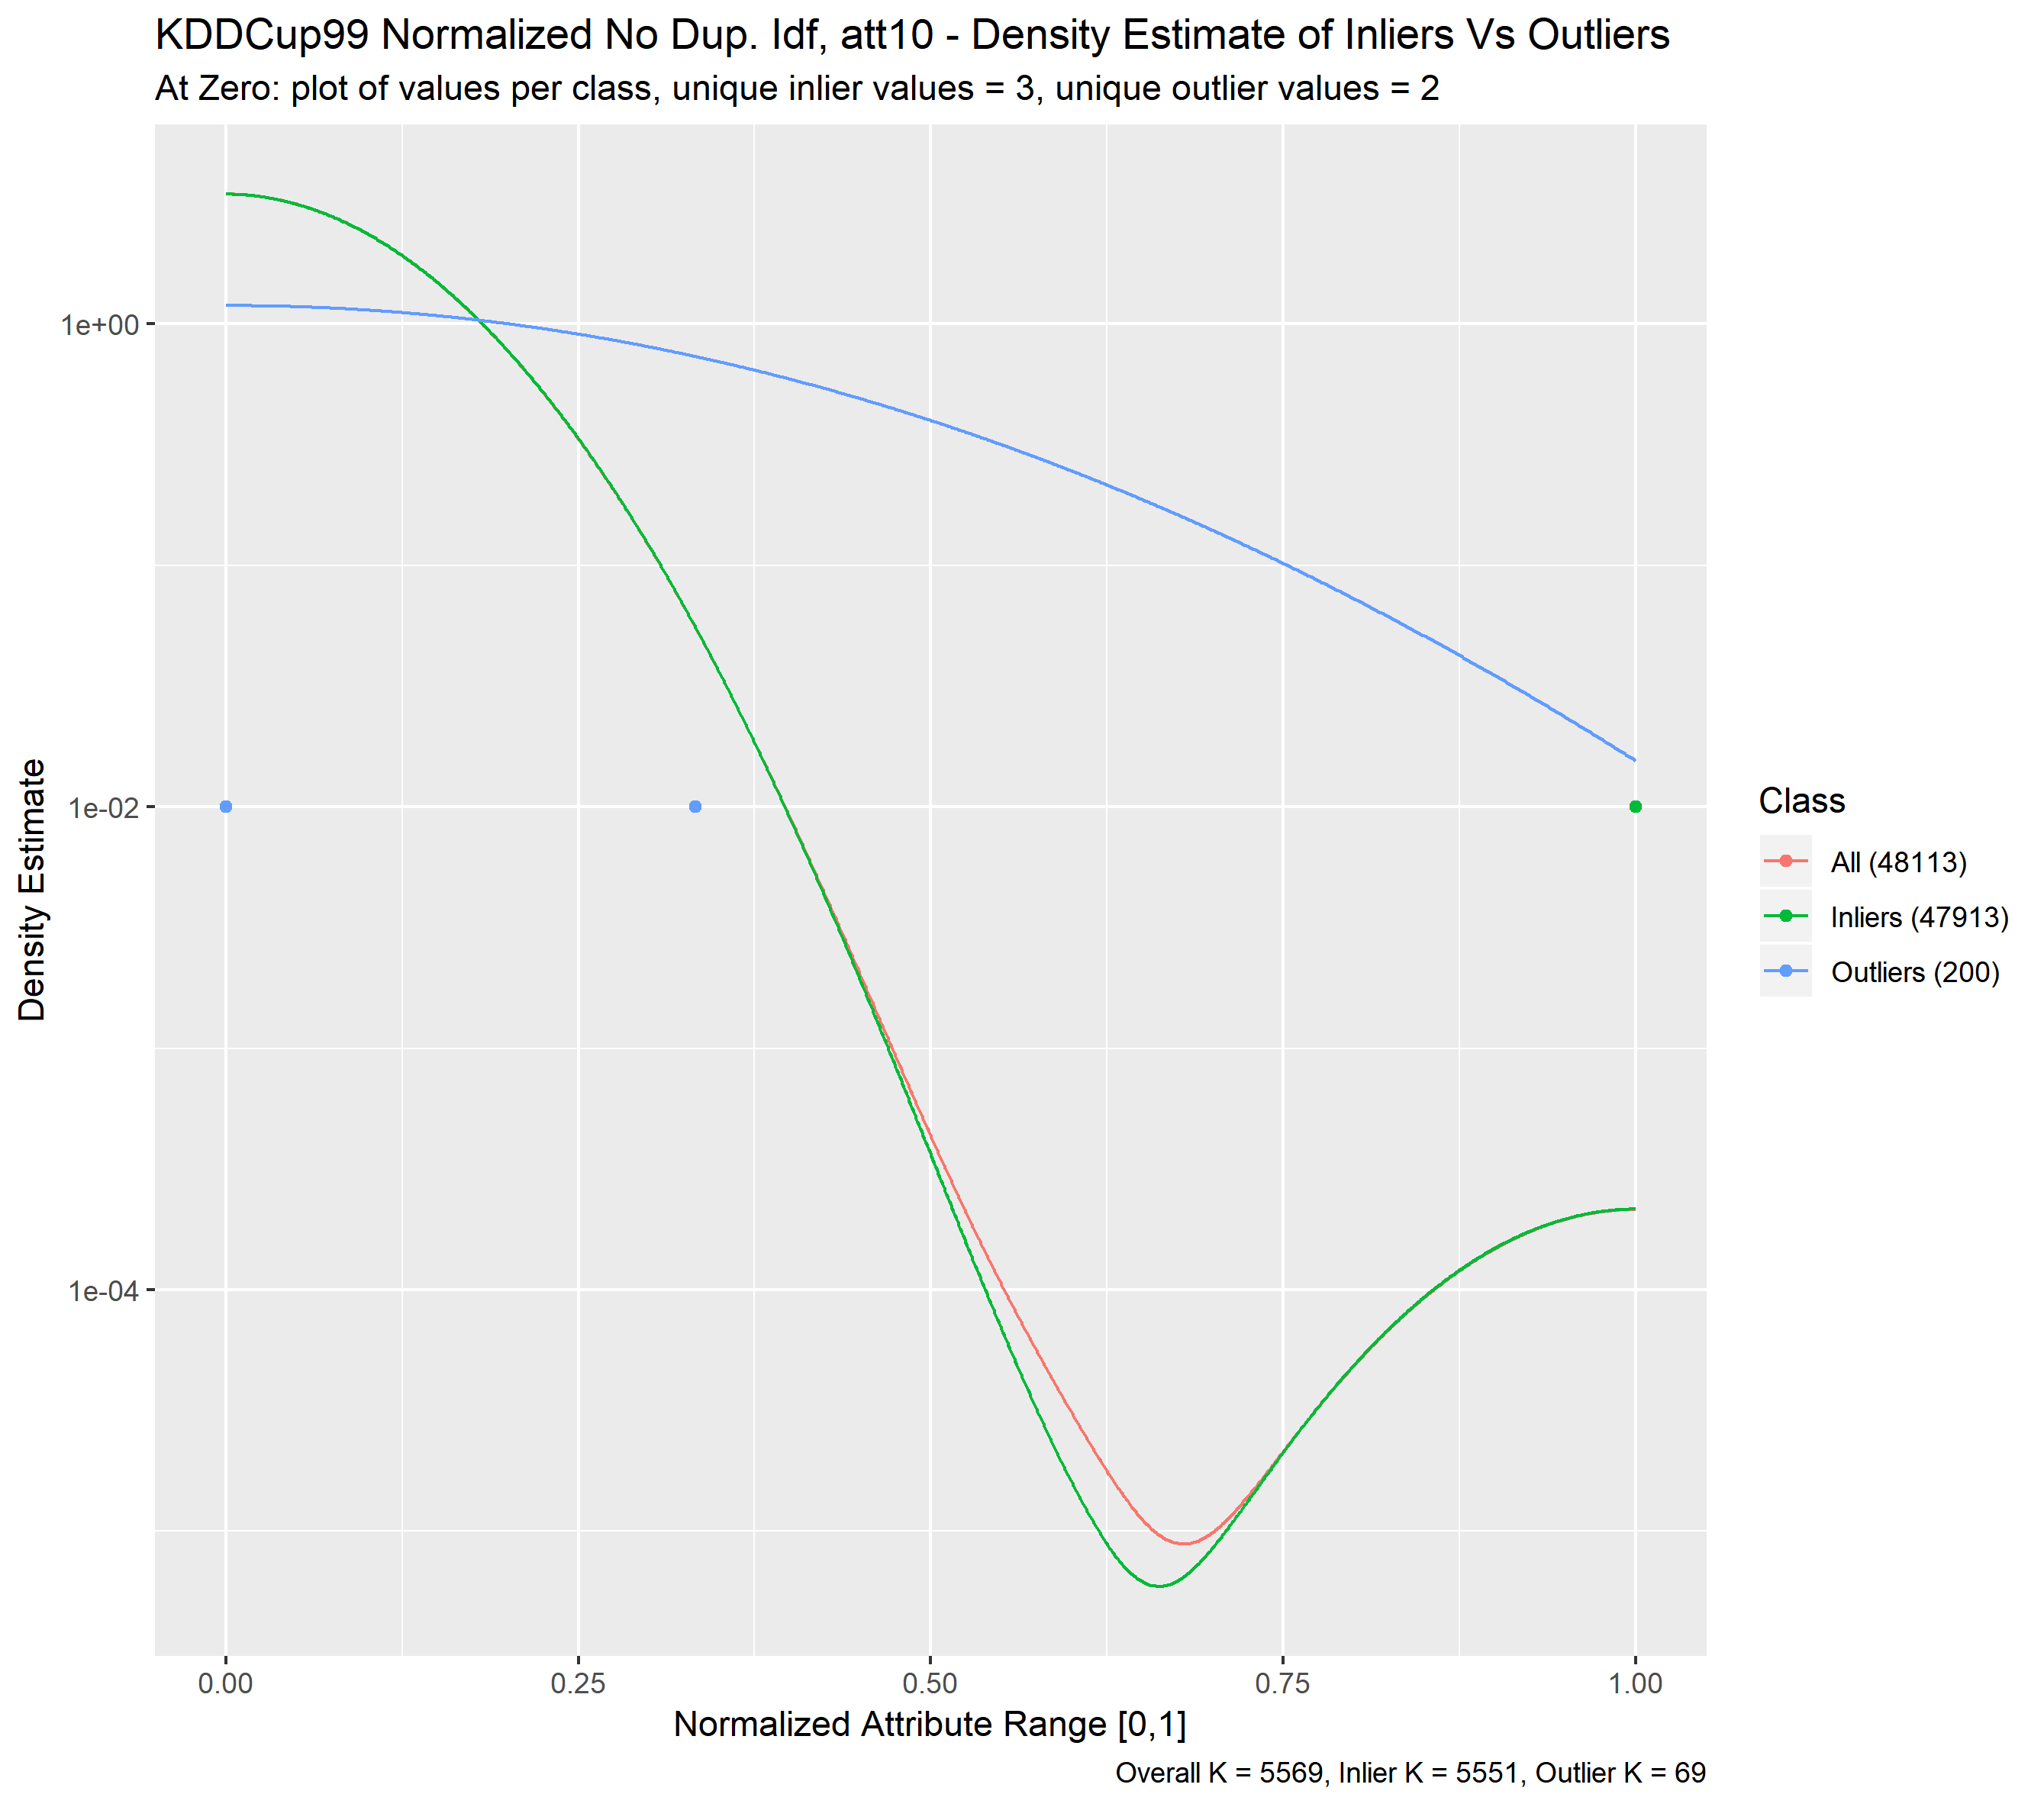 KDDCup99 Normalized No Dup. Idf, att10 - Density Estimate of Inliers Vs Outliers
At Zero: plot of values per class, unique inlier values = 3, unique outlier values = 2
Density Estimate
1e+00
1e-02
1e-04
0.00 0.25 0.50 0.75 1.00
Normalized Attribute Range [0,1]
Overall K = 5569, Inlier K = 5551, Outlier K = 69
Class
All (48113)
Inliers (47913)
Outliers (200)